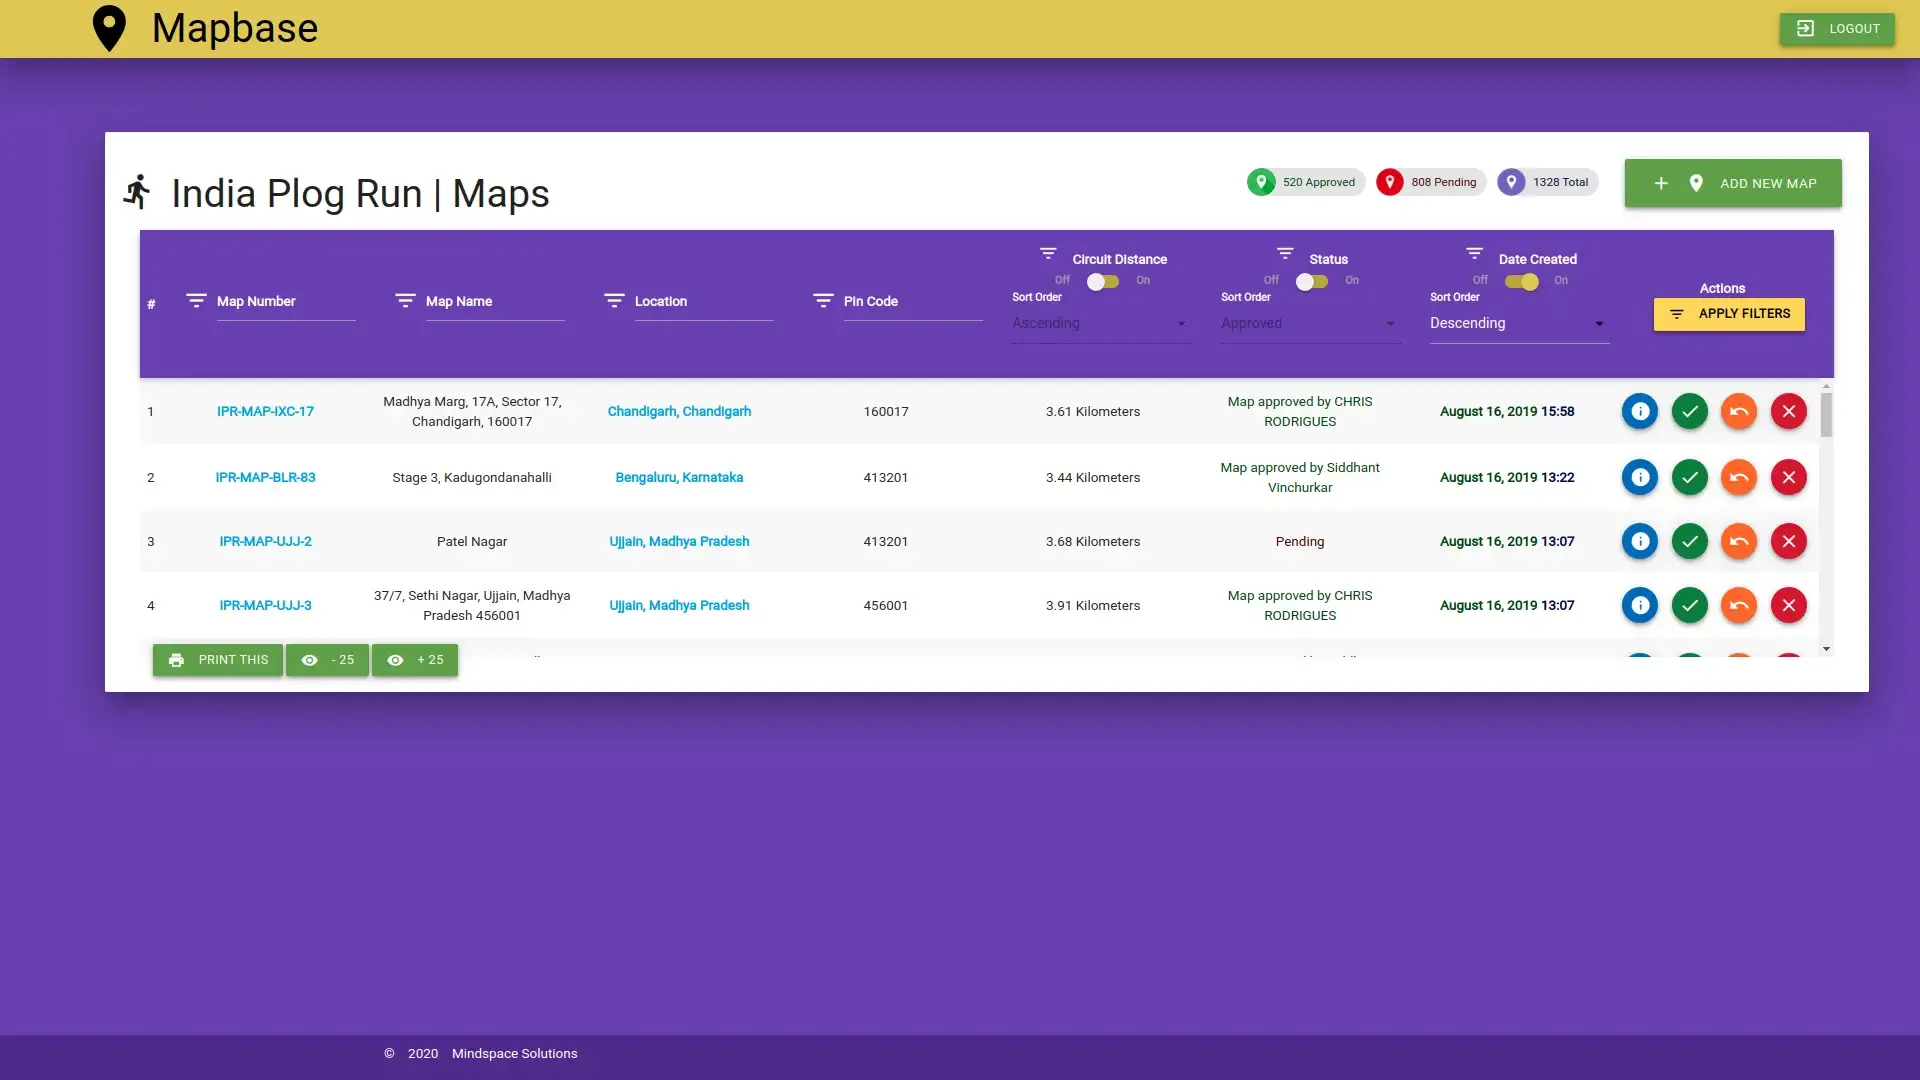 Mapbase
LOGOUT
India Plog Run | Maps
520 Approved
808 Pending
1328 Total
ADD NEW MAP
#
Map Number
Map Name
Location
Pin Code
Circuit Distance
Off On
Sort Order
Ascending
Status
Off On
Sort Order
Approved
Date Created
Off On
Sort Order
Descending
Actions
APPLY FILTERS
1 IPR-MAP-IXC-17 Madhya Marg, 17A, Sector 17, Chandigarh, 160017 Chandigarh, Chandigarh 160017 3.61 Kilometers Map approved by CHRIS RODRIGUES August 16, 2019 15:58
2 IPR-MAP-BLR-83 Stage 3, Kadugondanahalli Bengaluru, Karnataka 413201 3.44 Kilometers Map approved by Siddhant Vinchurkar August 16, 2019 13:22
3 IPR-MAP-UJJ-2 Patel Nagar Ujjain, Madhya Pradesh 413201 3.68 Kilometers Pending August 16, 2019 13:07
4 IPR-MAP-UJJ-3 37/7, Sethi Nagar, Ujjain, Madhya Pradesh 456001 Ujjain, Madhya Pradesh 456001 3.91 Kilometers Map approved by CHRIS RODRIGUES August 16, 2019 13:07
PRINT THIS
- 25
+ 25
© 2020 Mindspace Solutions